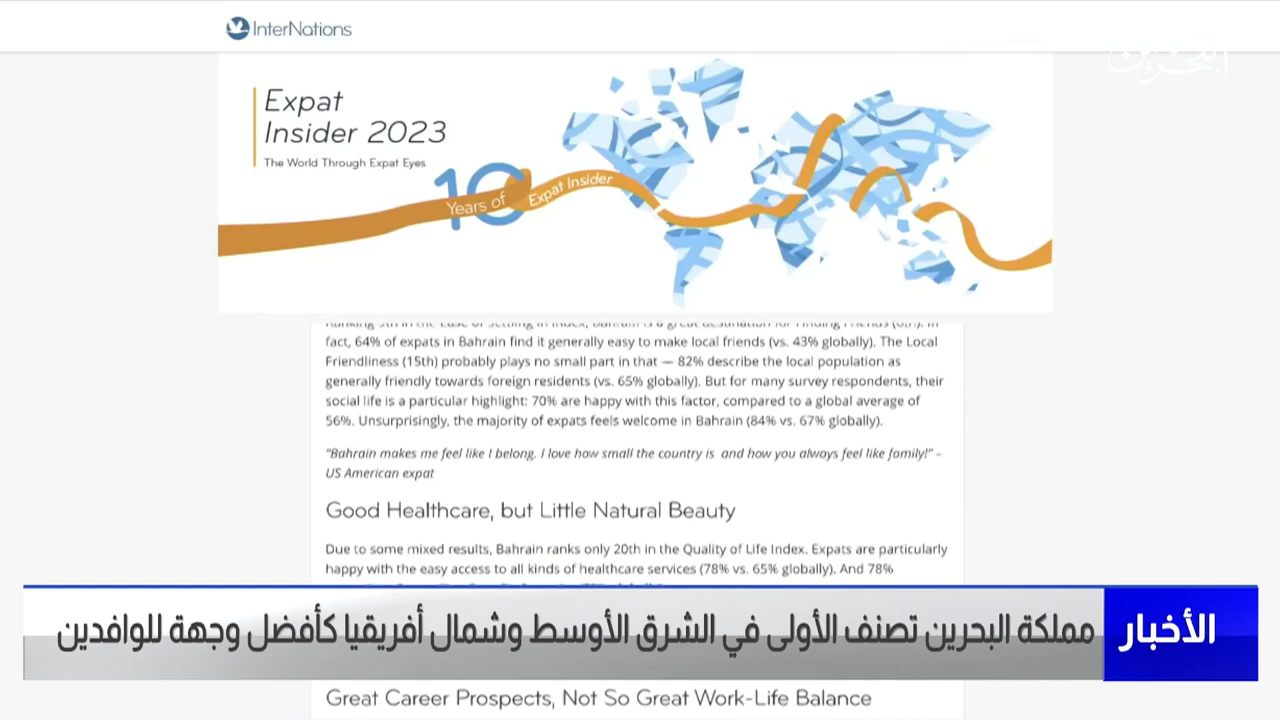 InterNations
البحرين
Expat
Insider 2023
The World Through Expat Eyes
10
Years of Expat Insider
fact, 64% of expats in Bahrain find it generally easy to make local friends (vs. 43% globally). The Local
Friendliness (15th) probably plays no small part in that — 82% describe the local population as
generally friendly towards foreign residents (vs. 65% globally). But for many survey respondents, their
social life is a particular highlight: 70% are happy with this factor, compared to a global average of
56%. Unsurprisingly, the majority of expats feels welcome in Bahrain (84% vs. 67% globally).
"Bahrain makes me feel like I belong. I love how small the country is and how you always feel like family!" –
US American expat
Good Healthcare, but Little Natural Beauty
Due to some mixed results, Bahrain ranks only 20th in the Quality of Life Index. Expats are particularly
happy with the easy access to all kinds of healthcare services (78% vs. 65% globally). And 78%
الأخبار
مملكة البحرين تصنف الأولى في الشرق الأوسط وشمال أفريقيا كأفضل وجهة للوافدين
Great Career Prospects, Not So Great Work-Life Balance